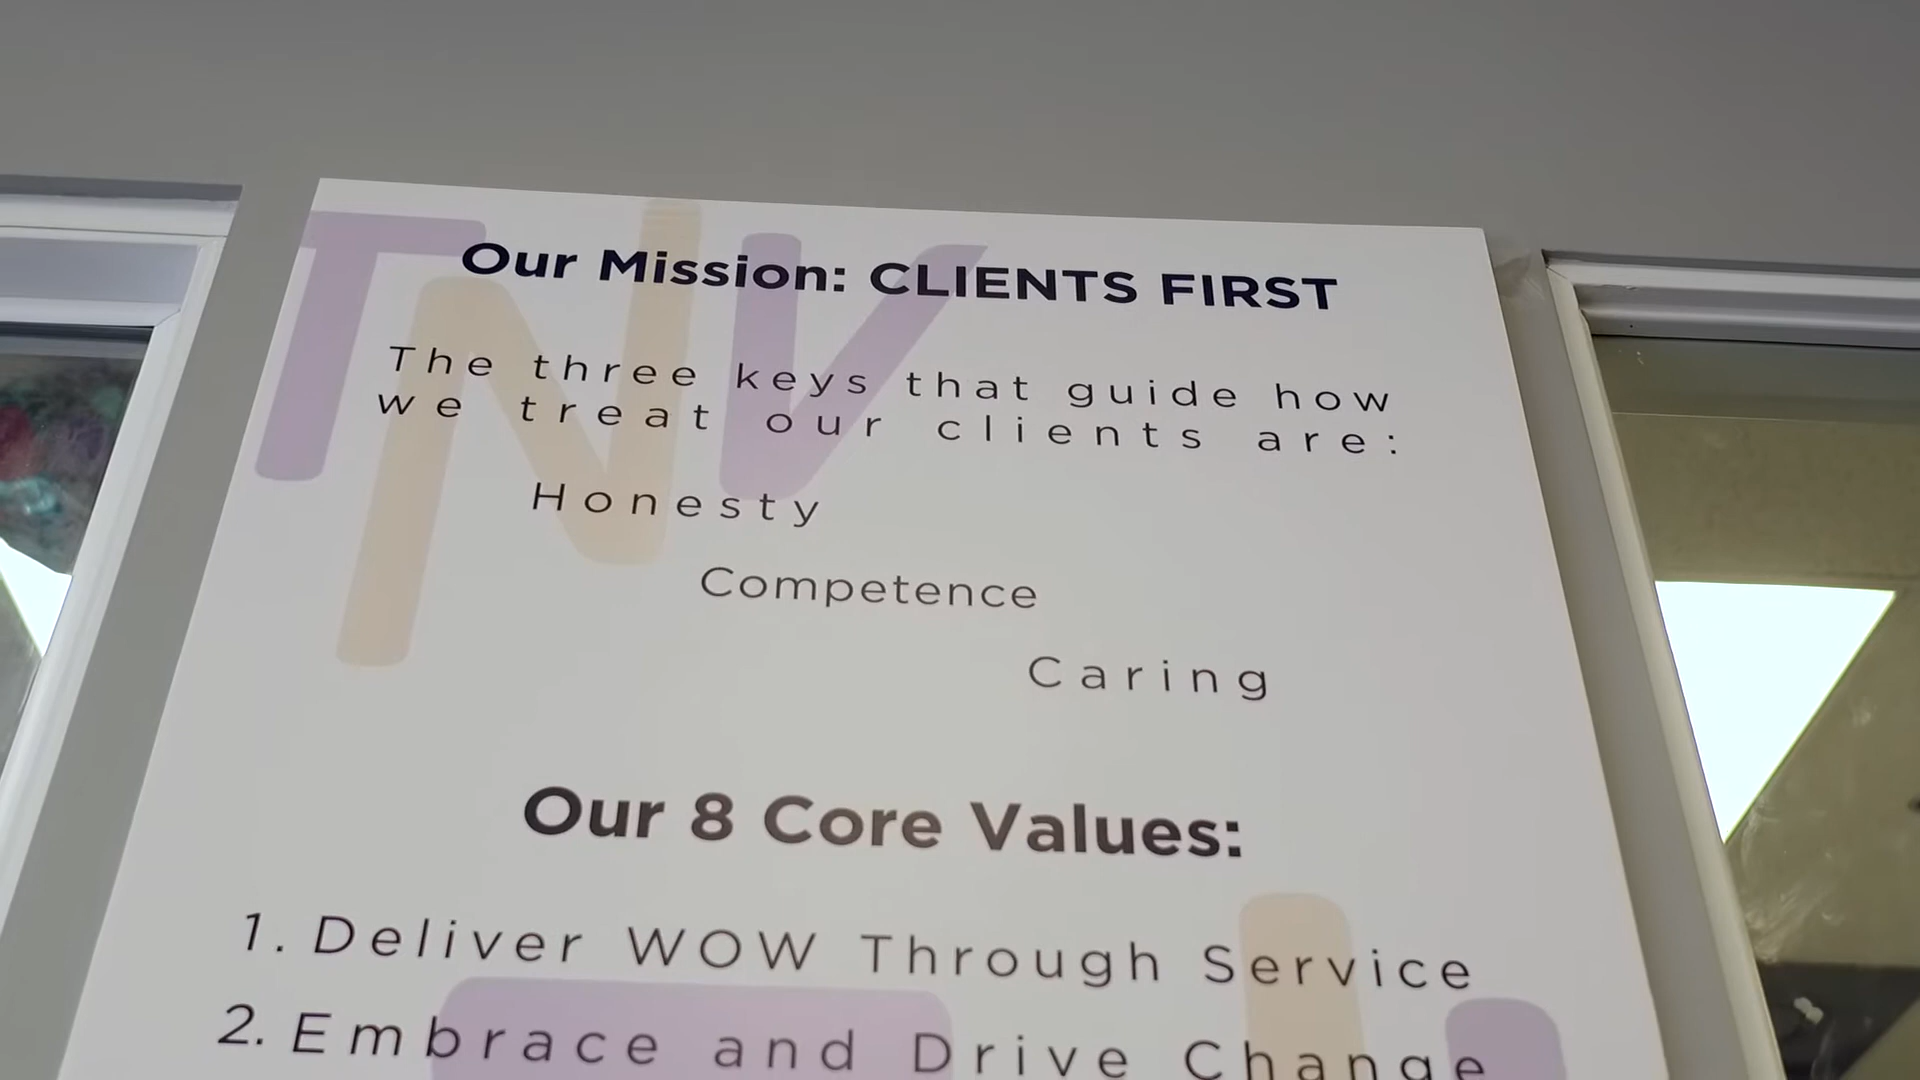 TNV
Our Mission: CLIENTS FIRST
The three keys that guide how
we treat our clients are:
Honesty
Competence
Caring
Our 8 Core Values:
1. Deliver WOW Through Service
2. Embrace and Drive Change